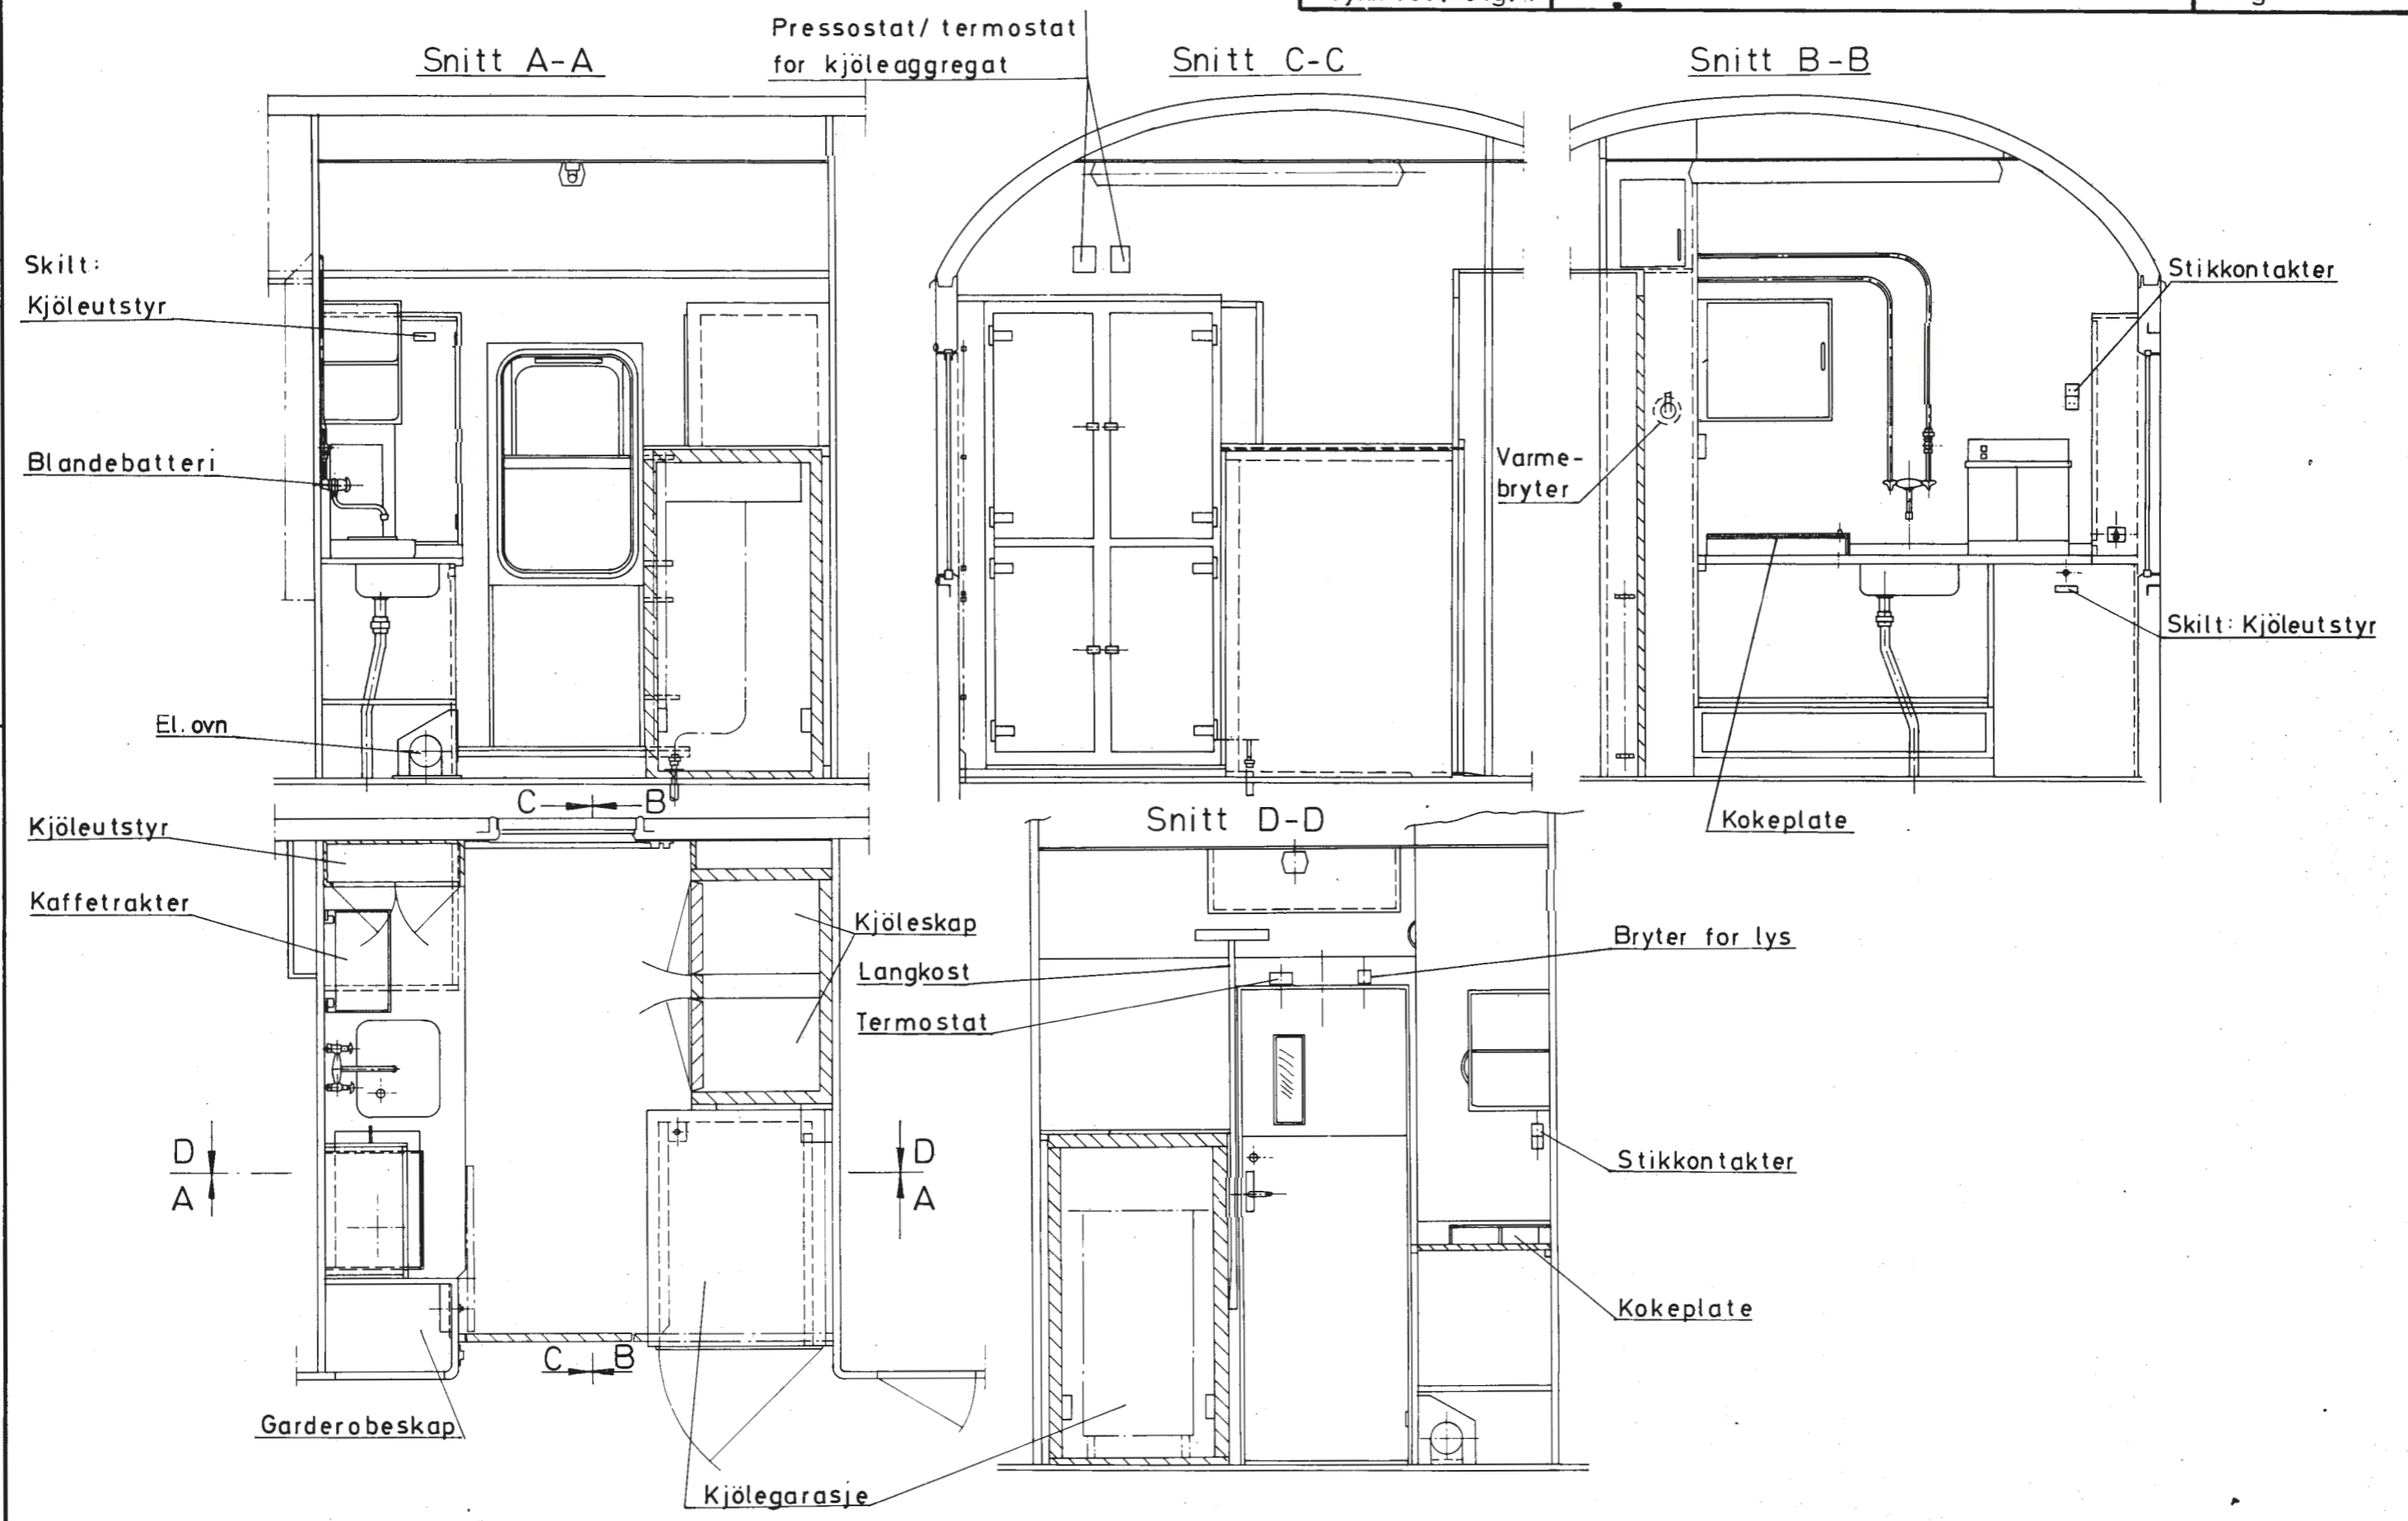 Pressostat/ termostat
for kjöleaggregat
Snitt A-A
Snitt C-C
Snitt B-B
Skilt:
Kjöleutstyr
Stikkontakter
Blandebatteri
Varme-
bryter
Skilt: Kjöleutstyr
El. ovn
Kokeplate
C B
Snitt D-D
Kjöleutstyr
Kaffetrakter
Kjöleskap
Bryter for lys
Langkost
Termostat
D D
A A
Stikkontakter
Kokeplate
C B
Garderobeskap
Kjölegarasje